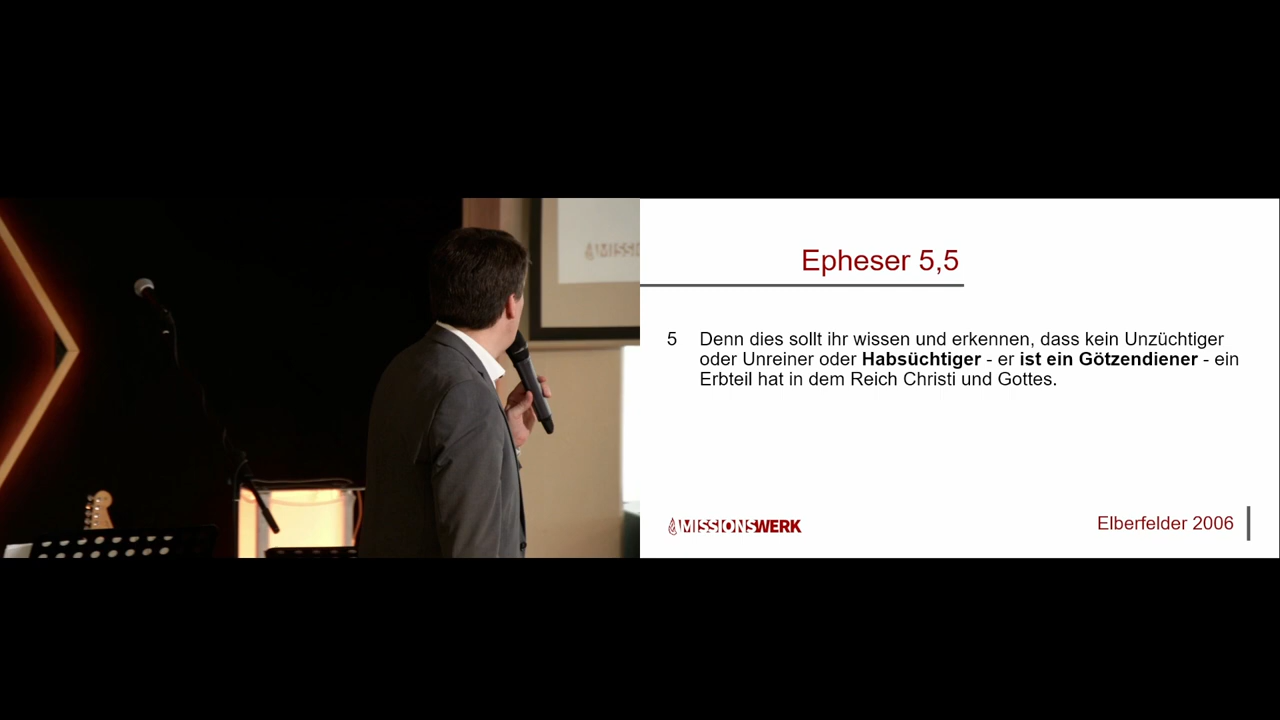 MISSIONS
Epheser 5,5
5 Denn dies sollt ihr wissen und erkennen, dass kein Unzüchtiger
oder Unreiner oder Habsüchtiger - er ist ein Götzendiener - ein
Erbteil hat in dem Reich Christi und Gottes.
MISSIONSWERK
Elberfelder 2006